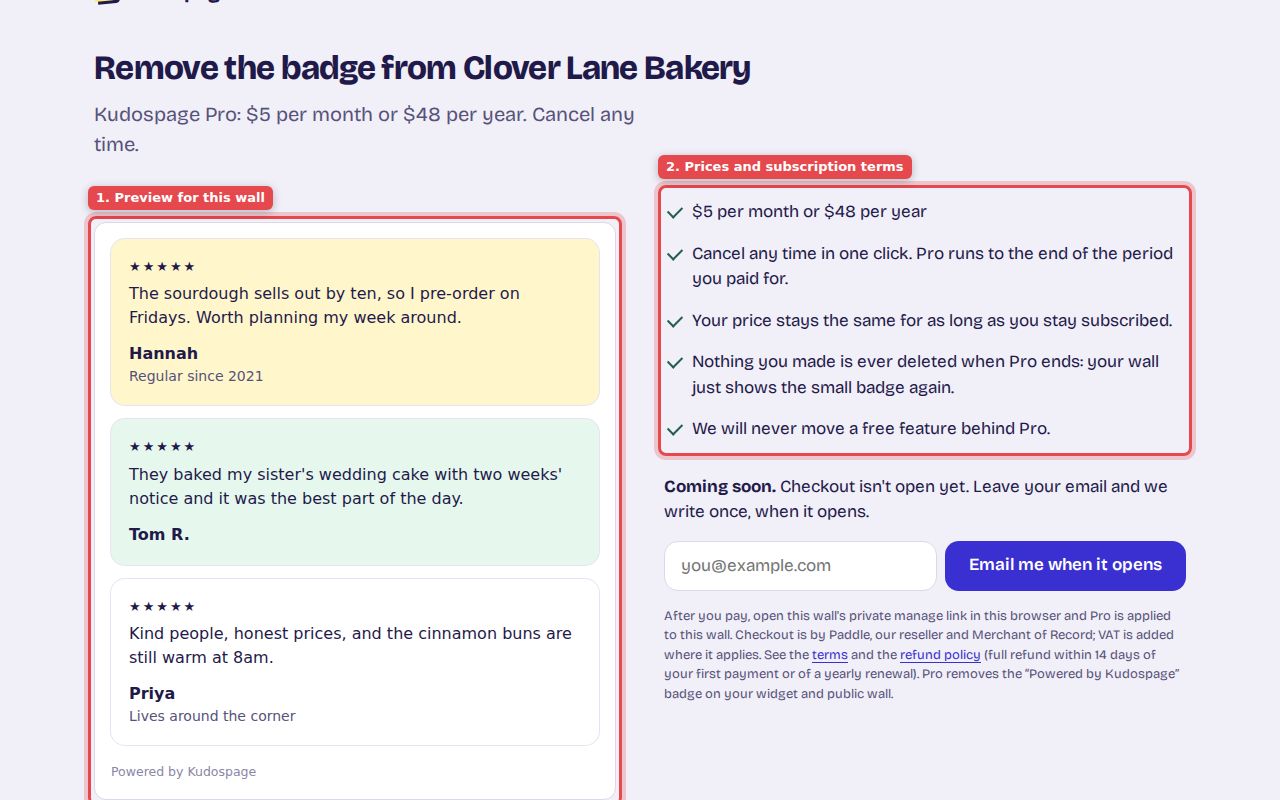 Remove the badge from Clover Lane Bakery
Kudospage Pro: $5 per month or $48 per year. Cancel any
time.
1. Preview for this wall
★★★★★
The sourdough sells out by ten, so I pre-order on
Fridays. Worth planning my week around.
Hannah
Regular since 2021
★★★★★
They baked my sister's wedding cake with two weeks'
notice and it was the best part of the day.
Tom R.
★★★★★
Kind people, honest prices, and the cinnamon buns are
still warm at 8am.
Priya
Lives around the corner
Powered by Kudospage
2. Prices and subscription terms
$5 per month or $48 per year
Cancel any time in one click. Pro runs to the end of the period
you paid for.
Your price stays the same for as long as you stay subscribed.
Nothing you made is ever deleted when Pro ends: your wall
just shows the small badge again.
We will never move a free feature behind Pro.
Coming soon. Checkout isn't open yet. Leave your email and we
write once, when it opens.
you@example.com
Email me when it opens
After you pay, open this wall's private manage link in this browser and Pro is applied
to this wall. Checkout is by Paddle, our reseller and Merchant of Record; VAT is added
where it applies. See the terms and the refund policy (full refund within 14 days of
your first payment or of a yearly renewal). Pro removes the "Powered by Kudospage"
badge on your widget and public wall.